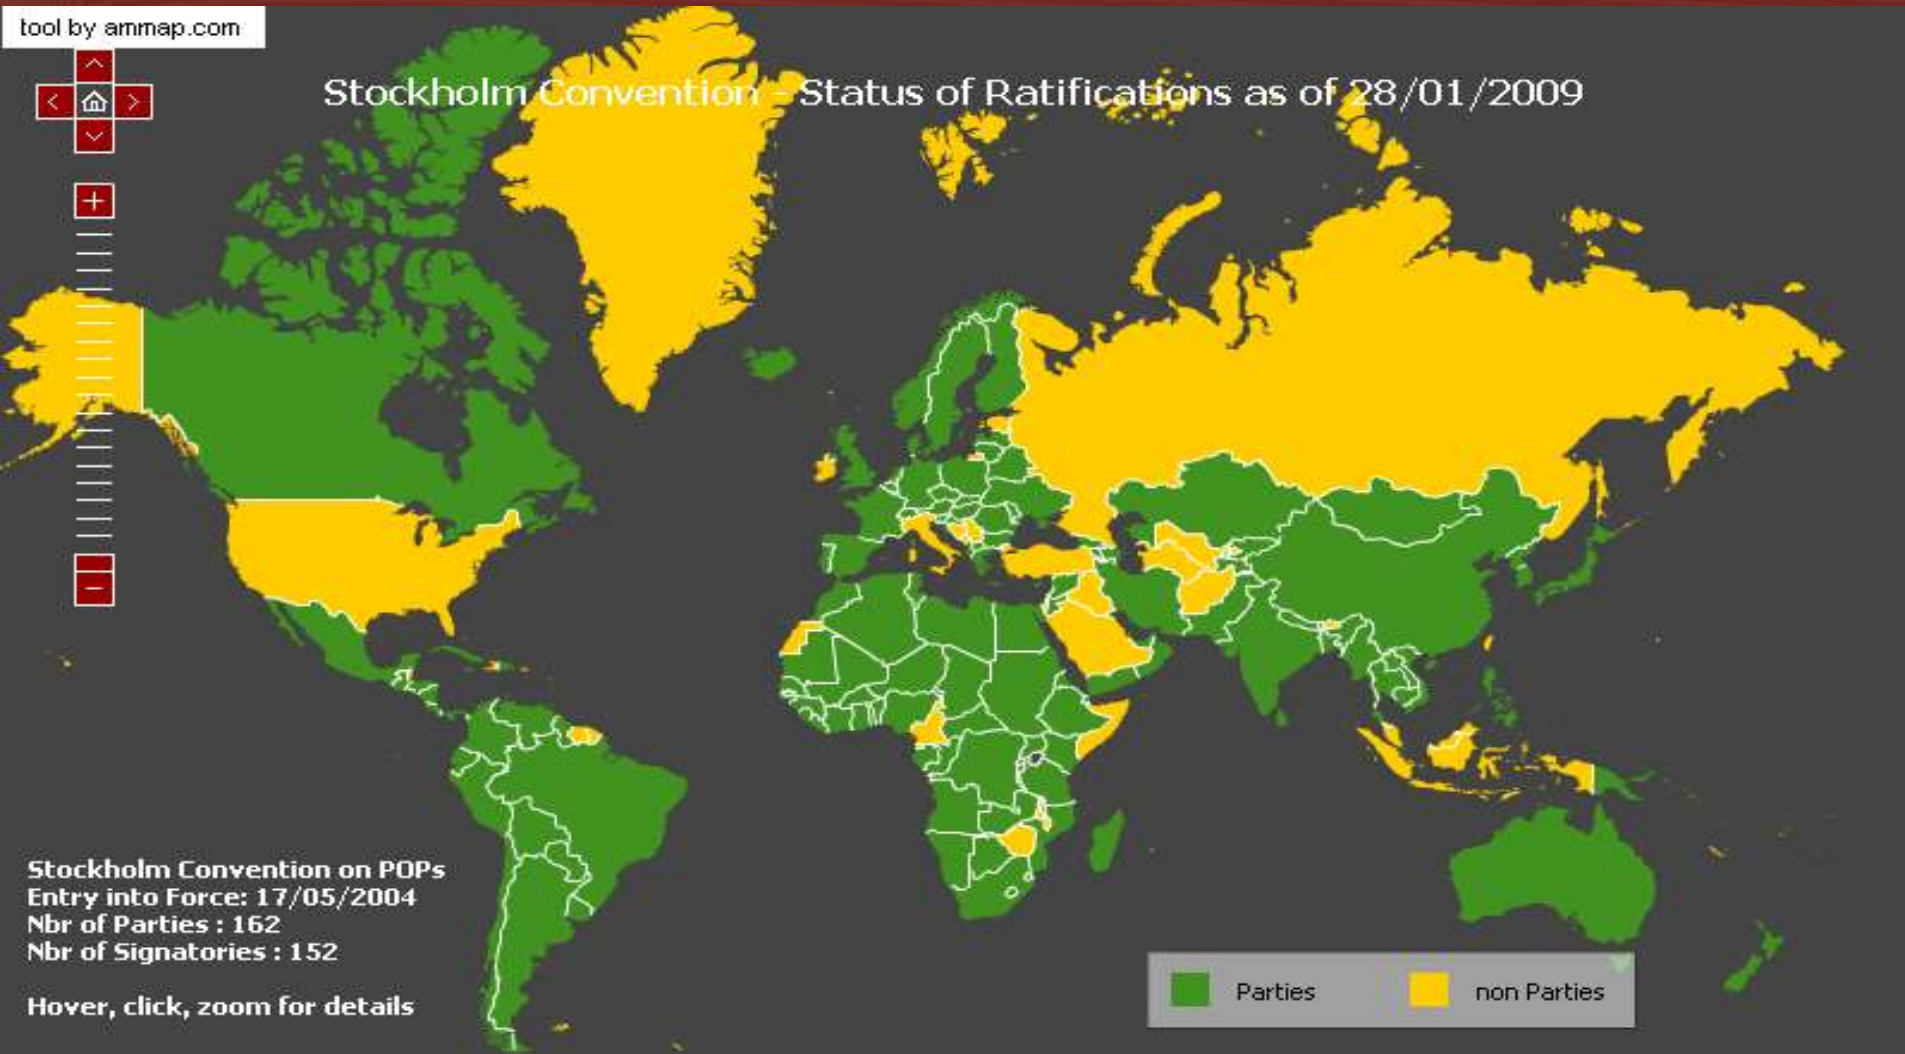 tool by ammap.com
Stockholm Convention - Status of Ratifications as of 28/01/2009
Stockholm Convention on POPs
Entry into Force: 17/05/2004
Nbr of Parties : 162
Nbr of Signatories : 152
Hover, click, zoom for details
Parties
non Parties